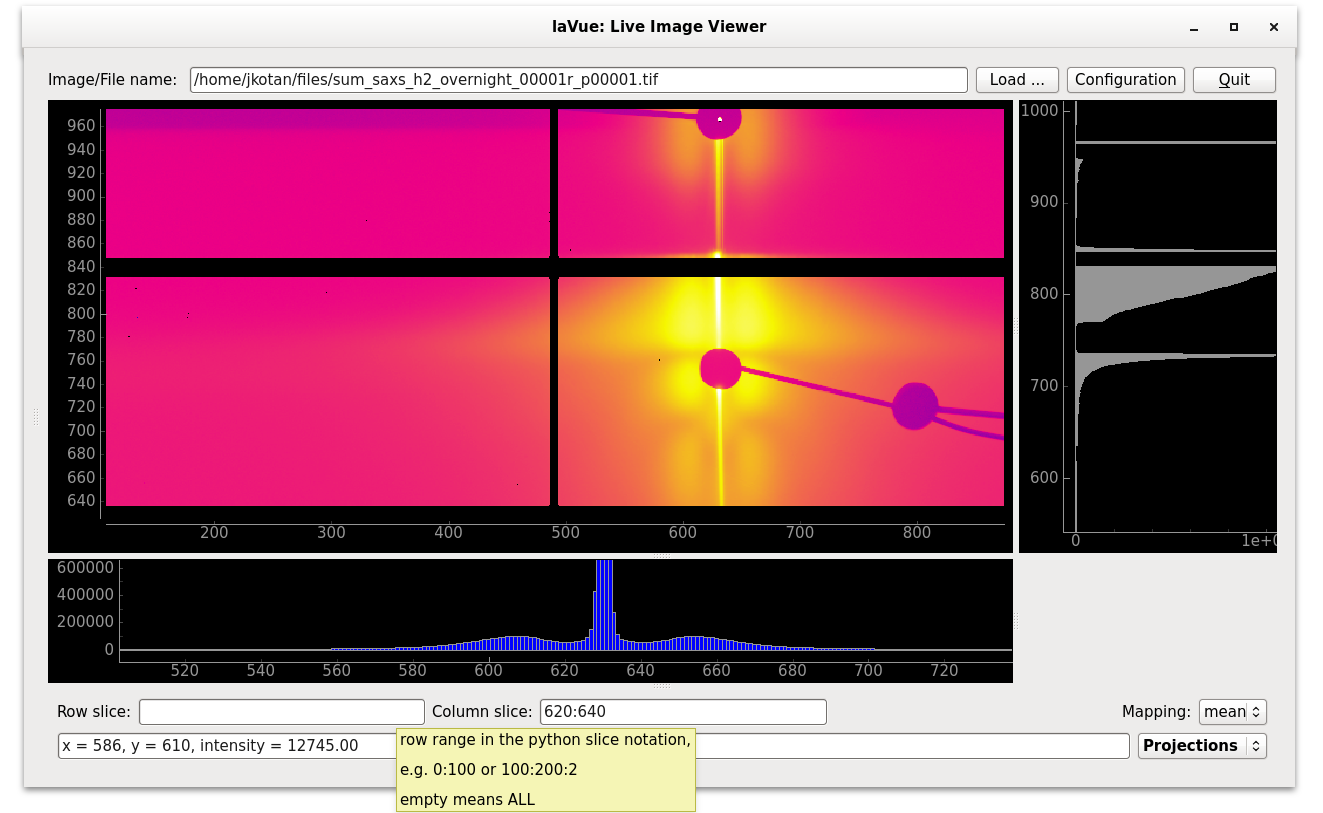 laVue: Live Image Viewer
Image/File name: /home/jkotan/files/sum_saxs_h2_overnight_00001r_p00001.tif Load ... Configuration Quit
960
940
920
900
880
860
840
820
800
780
760
740
720
700
680
660
640
200 300 400 500 600 700 800
1000
900
800
700
600
0 1e+0
600000
400000
200000
0
520 540 560 580 600 620 640 660 680 700 720
Row slice: Column slice: 620:640 Mapping: mean
x = 586, y = 610, intensity = 12745.00 Projections
row range in the python slice notation,
e.g. 0:100 or 100:200:2
empty means ALL